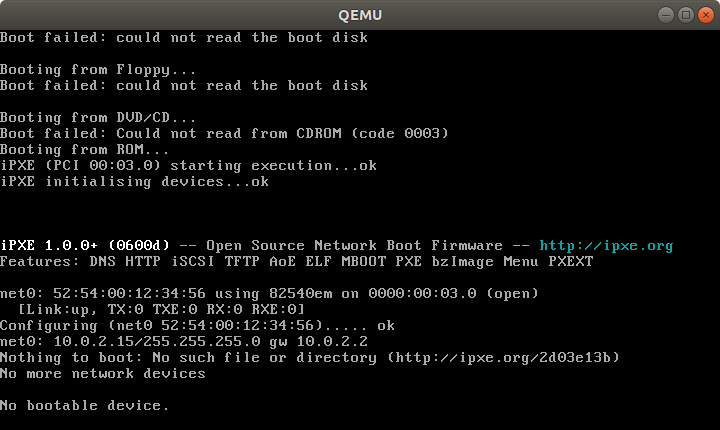 QEMU
Boot failed: could not read the boot disk
Booting from Floppy...
Boot failed: could not read the boot disk
Booting from DVD/CD...
Boot failed: Could not read from CDROM (code 0003)
Booting from ROM...
iPXE (PCI 00:03.0) starting execution...ok
iPXE initialising devices...ok
iPXE 1.0.0+ (0600d) -- Open Source Network Boot Firmware -- http://ipxe.org
Features: DNS HTTP iSCSI TFTP AoE ELF MBOOT PXE bzImage Menu PXEXT
net0: 52:54:00:12:34:56 using 82540em on 0000:00:03.0 (open)
[Link:up, TX:0 TXE:0 RX:0 RXE:0]
Configuring (net0 52:54:00:12:34:56)..... ok
net0: 10.0.2.15/255.255.255.0 gw 10.0.2.2
Nothing to boot: No such file or directory (http://ipxe.org/2d03e13b)
No more network devices
No bootable device.